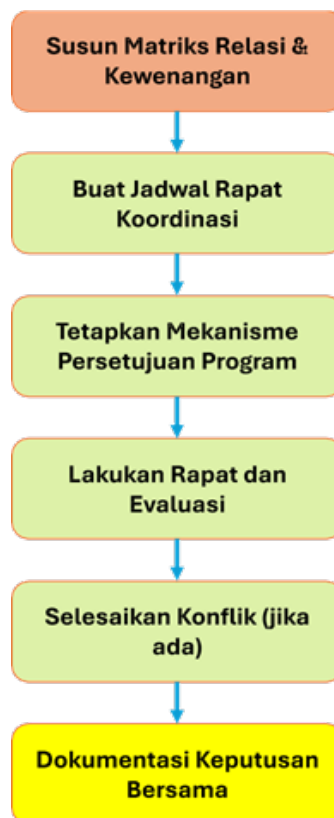 Susun Matriks Relasi &
Kewenangan
Buat Jadwal Rapat
Koordinasi
Tetapkan Mekanisme
Persetujuan Program
Lakukan Rapat dan
Evaluasi
Selesaikan Konflik (jika
ada)
Dokumentasi Keputusan
Bersama